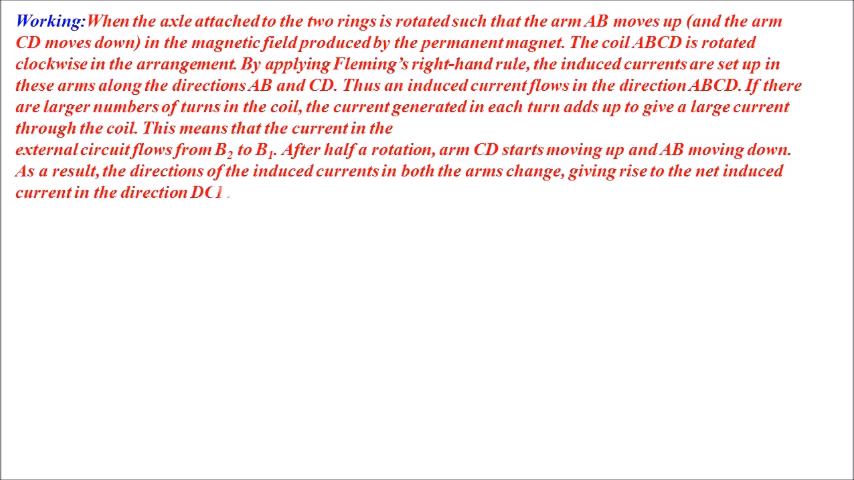 Working:When the axle attached to the two rings is rotated such that the arm AB moves up (and the arm
CD moves down) in the magnetic field produced by the permanent magnet. The coil ABCD is rotated
clockwise in the arrangement. By applying Fleming's right-hand rule, the induced currents are set up in
these arms along the directions AB and CD. Thus an induced current flows in the direction ABCD. If there
are larger numbers of turns in the coil, the current generated in each turn adds up to give a large current
through the coil. This means that the current in the
external circuit flows from B2 to B1. After half a rotation, arm CD starts moving up and AB moving down.
As a result, the directions of the induced currents in both the arms change, giving rise to the net induced
current in the direction